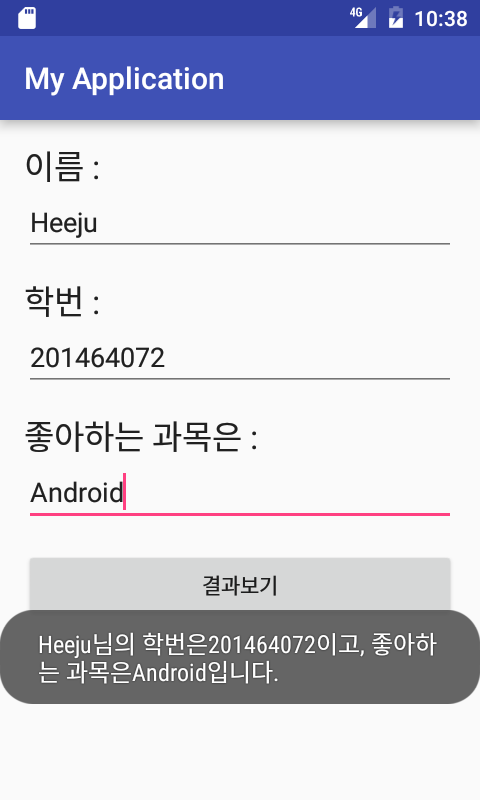 4G 10:38
My Application
이름 :
Heeju
학번 :
201464072
좋아하는 과목은 :
Android
결과보기
Heeju님의 학번은201464072이고, 좋아하
는 과목은Android입니다.